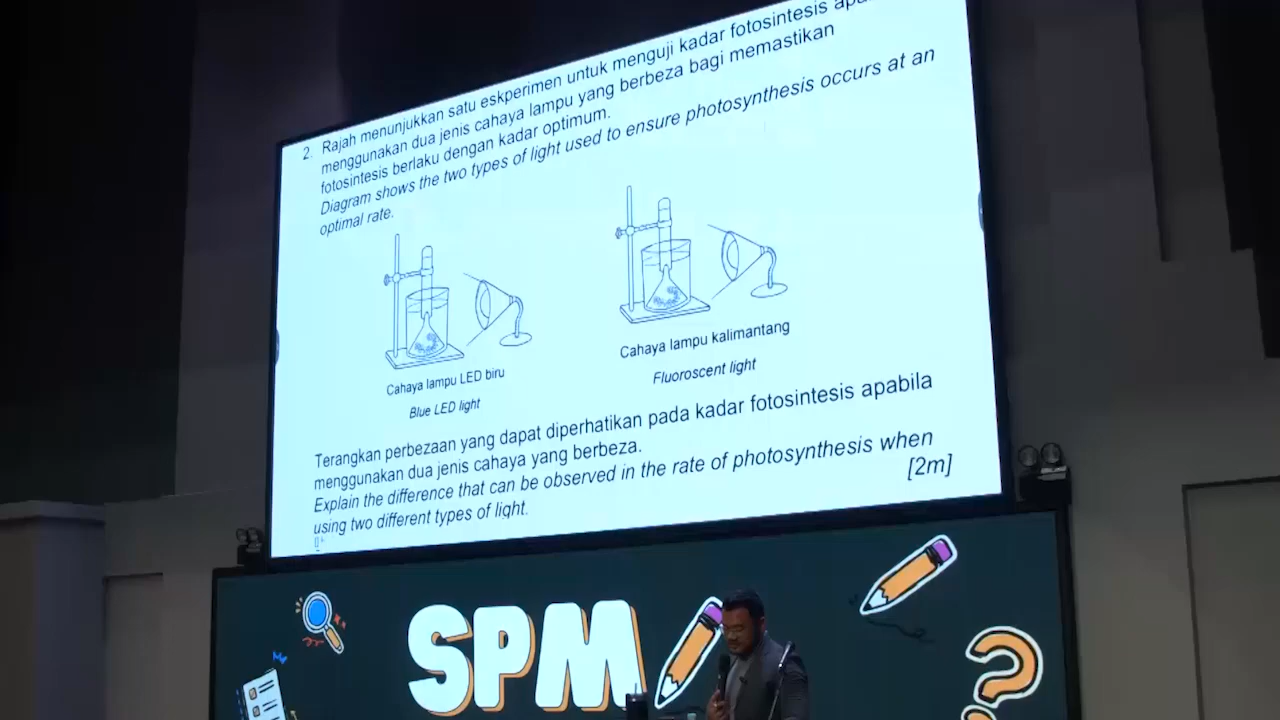 2. Rajah menunjukkan satu eskperimen untuk menguji kadar fotosintesis
menggunakan dua jenis cahaya lampu yang berbeza bagi memastikan
fotosintesis berlaku dengan kadar optimum.
Diagram shows the two types of light used to ensure photosynthesis occurs at an
optimal rate.
Cahaya lampu LED biru
Blue LED light
Cahaya lampu kalimantang
Fluoroscent light
Terangkan perbezaan yang dapat diperhatikan pada kadar fotosintesis apabila
menggunakan dua jenis cahaya yang berbeza.
Explain the difference that can be observed in the rate of photosynthesis when
using two different types of light.
[2m]
SPM
?